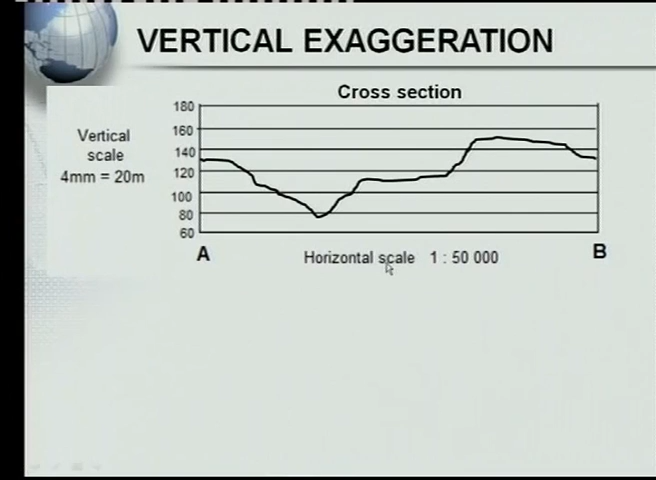 VERTICAL EXAGGERATION
Cross section
Vertical
scale
4mm = 20m
180
160
140
120
100
80
60
A
B
Horizontal scale 1 : 50 000